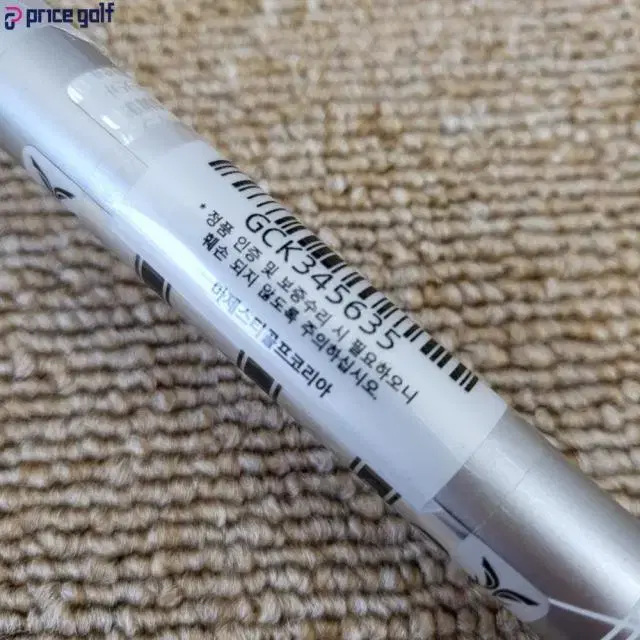 price golf
GCK345635
* 정품 인증 및 보증수리 시 필요하오니
훼손 되지 않도록 주의하십시오.
마제스티골프코리아